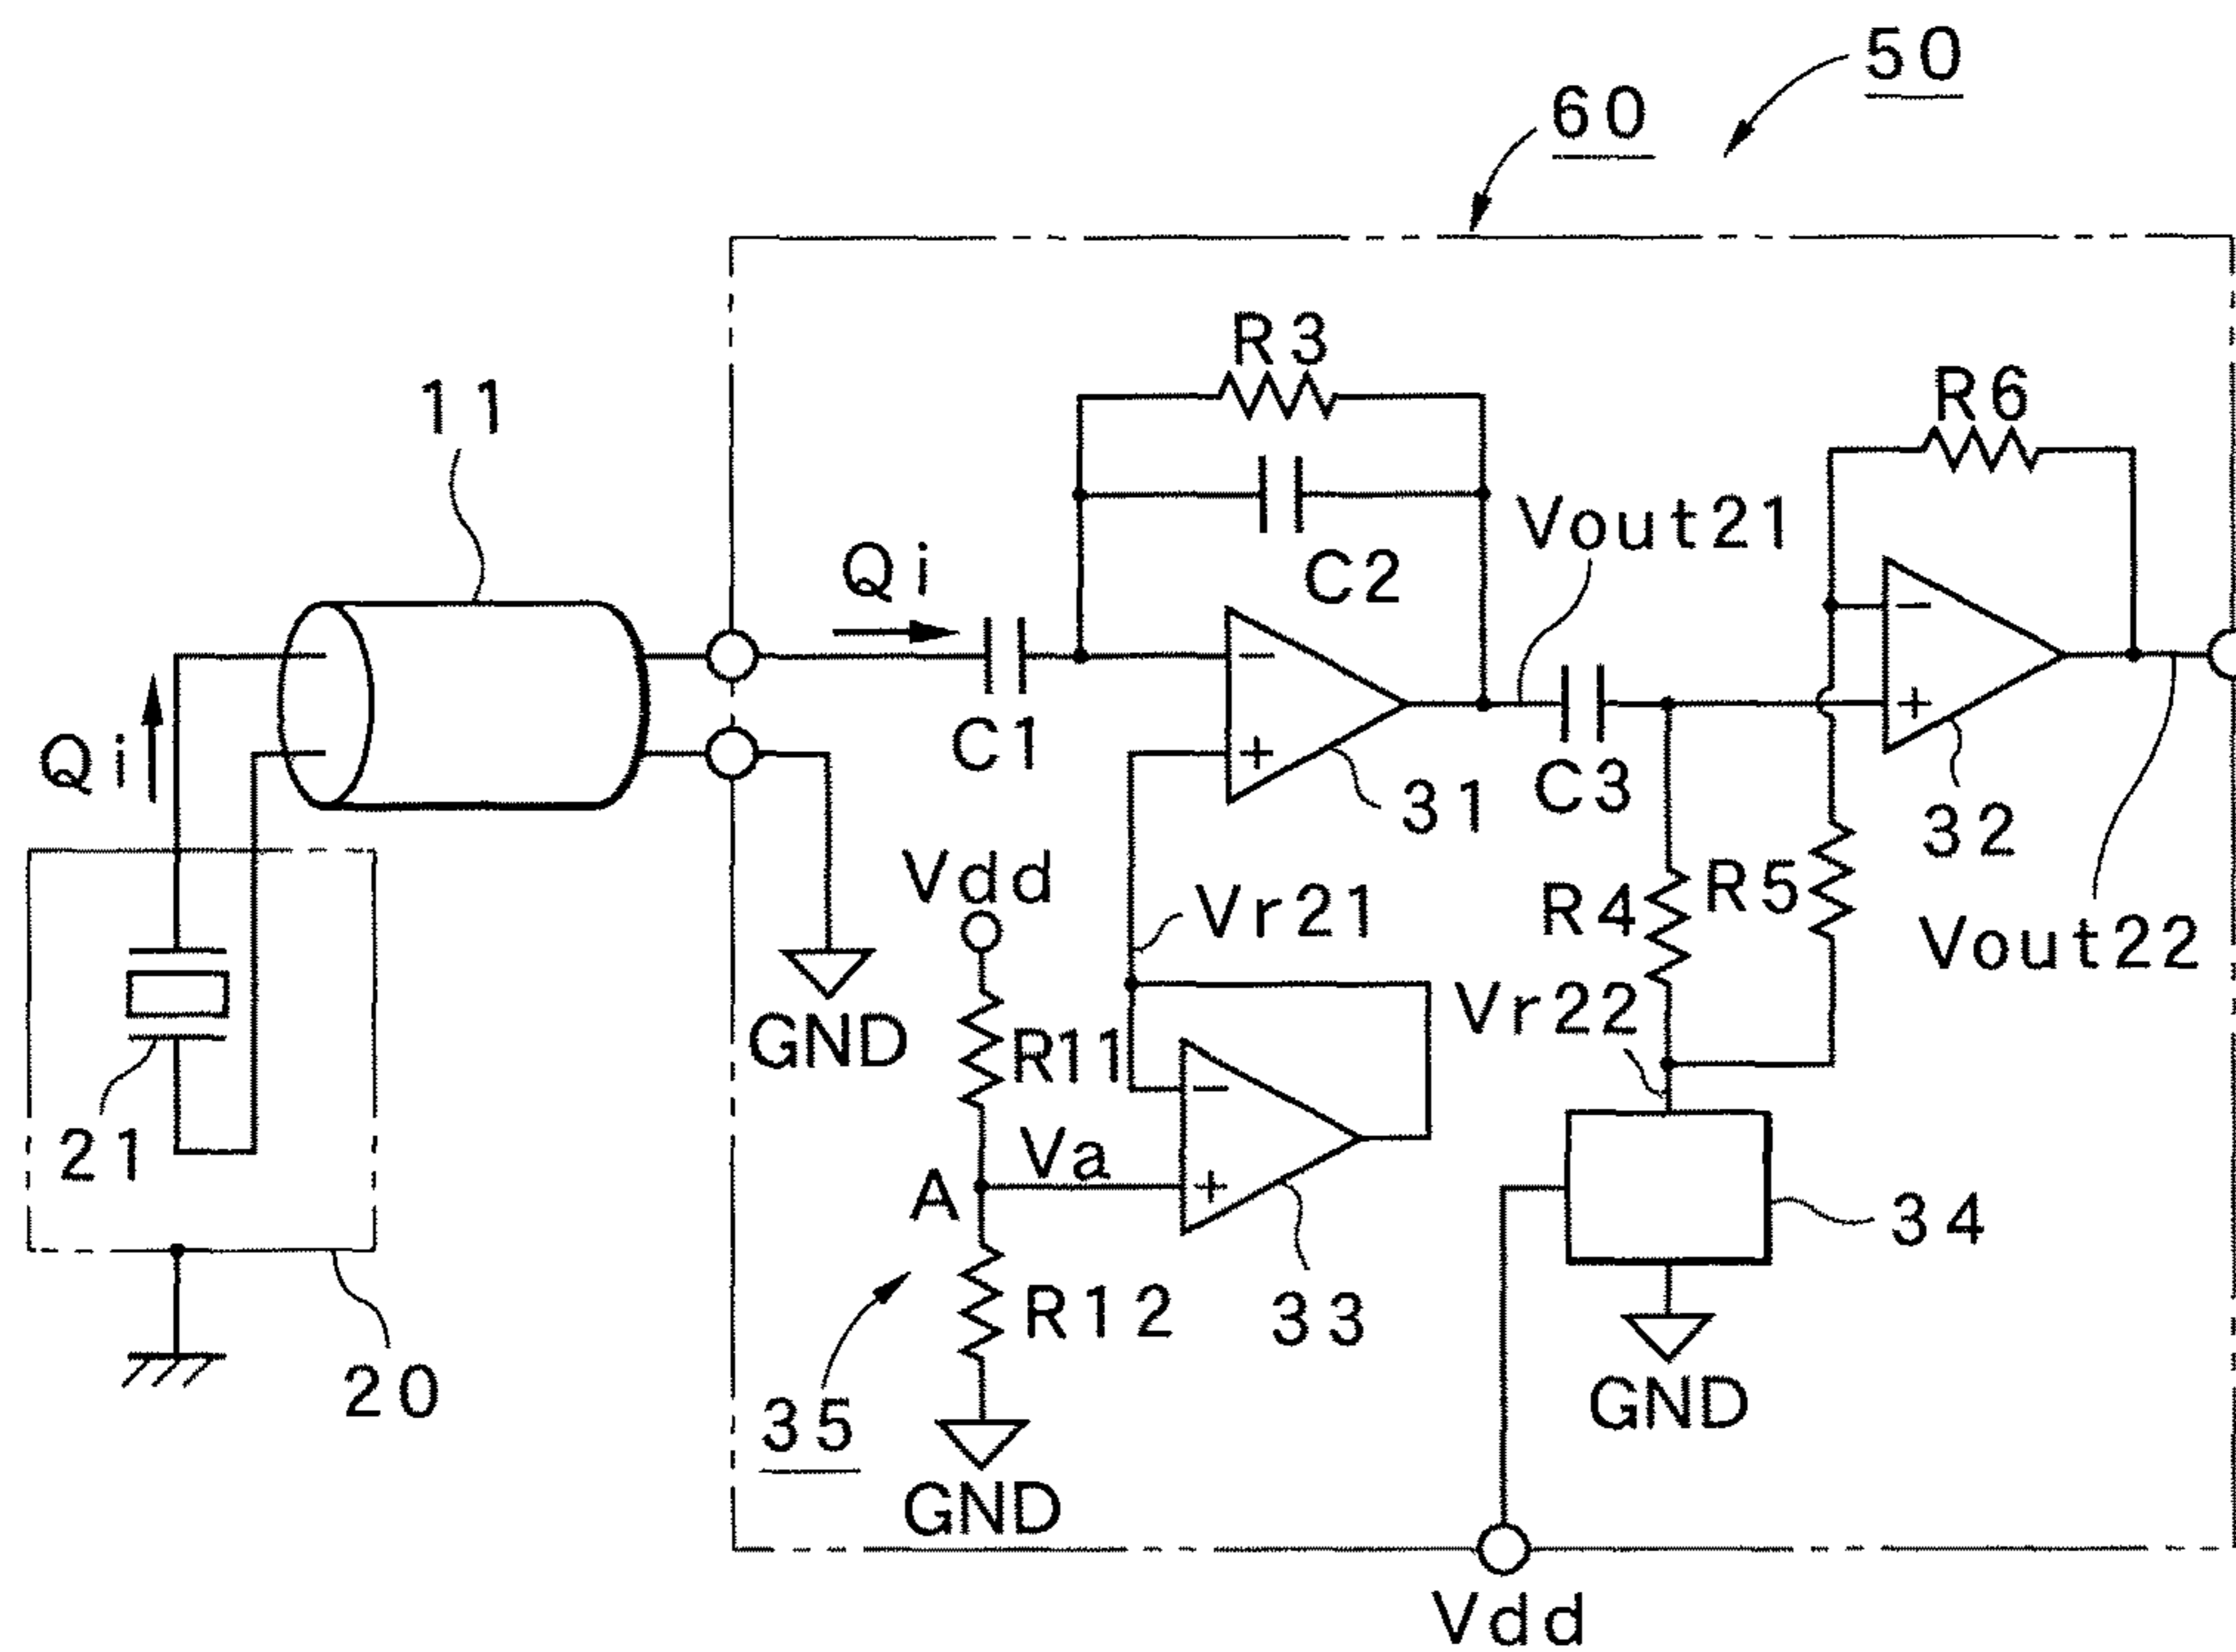 50
60
R3
R6
11
Vout21
Qi
C2
−
−
Qi
C1
+
+
31
C3
32
Vdd
R4
R5
Vr21
Vout22
Vr22
GND
R11
−
21
Va
A
+
34
R12
33
20
35
GND
GND
Vdd